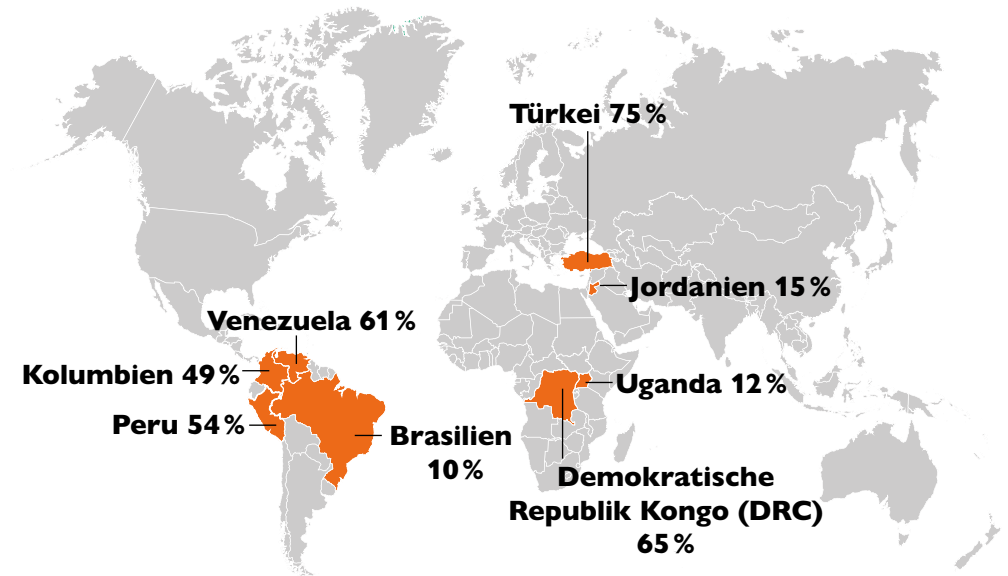 Türkei 75 %
Jordanien 15 %
Venezuela 61 %
Kolumbien 49 %
Uganda 12 %
Peru 54 %
Brasilien
10 %
Demokratische
Republik Kongo (DRC)
65 %